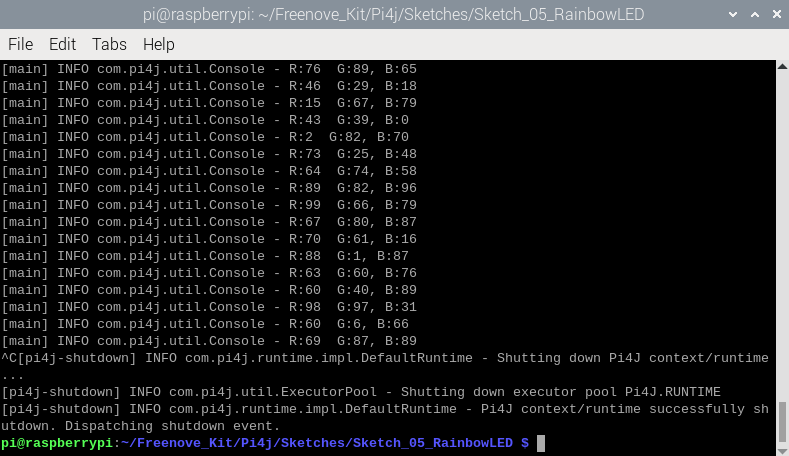 pi@raspberrypi: ~/Freenove_Kit/Pi4j/Sketches/Sketch_05_RainbowLED
File Edit Tabs Help
[main] INFO com.pi4j.util.Console - R:76  G:89, B:65
[main] INFO com.pi4j.util.Console - R:46  G:29, B:18
[main] INFO com.pi4j.util.Console - R:15  G:67, B:79
[main] INFO com.pi4j.util.Console - R:43  G:39, B:0
[main] INFO com.pi4j.util.Console - R:2  G:82, B:70
[main] INFO com.pi4j.util.Console - R:73  G:25, B:48
[main] INFO com.pi4j.util.Console - R:64  G:74, B:58
[main] INFO com.pi4j.util.Console - R:89  G:82, B:96
[main] INFO com.pi4j.util.Console - R:99  G:66, B:79
[main] INFO com.pi4j.util.Console - R:67  G:80, B:87
[main] INFO com.pi4j.util.Console - R:70  G:61, B:16
[main] INFO com.pi4j.util.Console - R:88  G:1, B:87
[main] INFO com.pi4j.util.Console - R:63  G:60, B:76
[main] INFO com.pi4j.util.Console - R:60  G:40, B:89
[main] INFO com.pi4j.util.Console - R:98  G:97, B:31
[main] INFO com.pi4j.util.Console - R:60  G:6, B:66
[main] INFO com.pi4j.util.Console - R:69  G:87, B:89
^C[pi4j-shutdown] INFO com.pi4j.runtime.impl.DefaultRuntime - Shutting down Pi4J context/runtime
...
[pi4j-shutdown] INFO com.pi4j.util.ExecutorPool - Shutting down executor pool Pi4J.RUNTIME
[pi4j-shutdown] INFO com.pi4j.runtime.impl.DefaultRuntime - Pi4J context/runtime successfully sh
utdown. Dispatching shutdown event.
pi@raspberrypi:~/Freenove_Kit/Pi4j/Sketches/Sketch_05_RainbowLED $